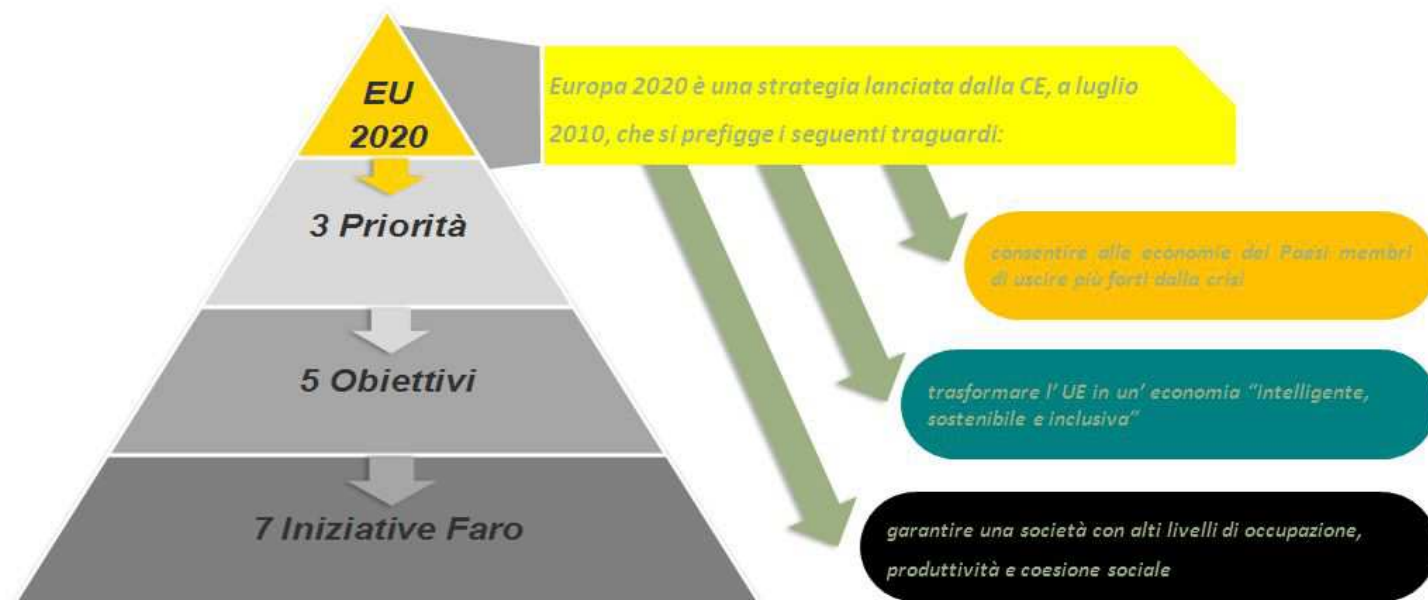 EU
2020
3 Priorità
5 Obiettivi
7 Iniziative Faro
Europa 2020 è una strategia lanciata dalla CE, a luglio
2010, che si prefigge i seguenti traguardi:
consentire alle economie dei Paesi membri
di uscire più forti dalla crisi
trasformare l' UE in un' economia “intelligente,
sostenibile e inclusiva”
garantire una società con alti livelli di occupazione,
produttività e coesione sociale